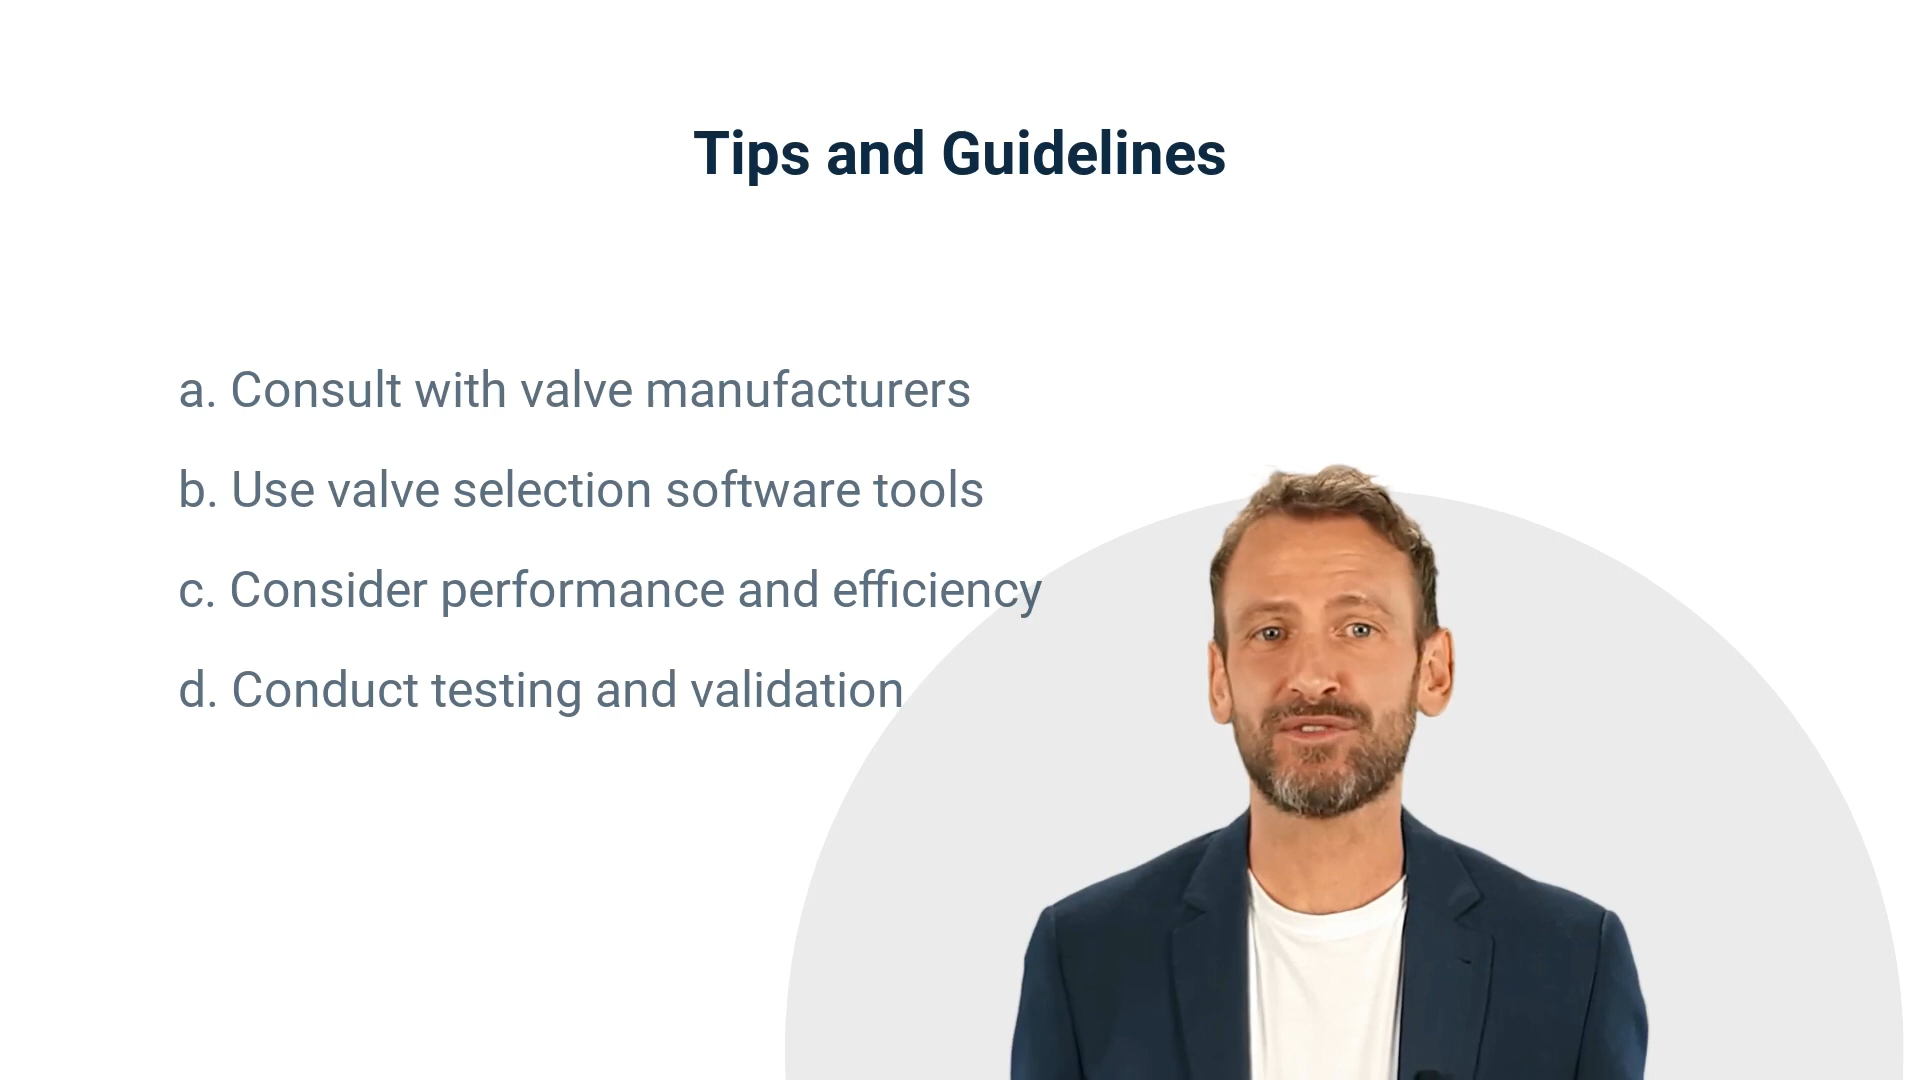 Tips and Guidelines
a. Consult with valve manufacturers
b. Use valve selection software tools
c. Consider performance and efficiency
d. Conduct testing and validation